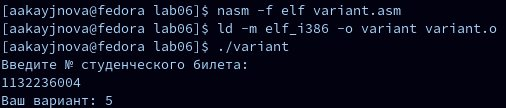 [aakayjnova@fedora lab06]$ nasm -f elf variant.asm
[aakayjnova@fedora lab06]$ ld -m elf_i386 -o variant variant.o
[aakayjnova@fedora lab06]$ ./variant
Введите № студенческого билета:
1132236004
Ваш вариант: 5